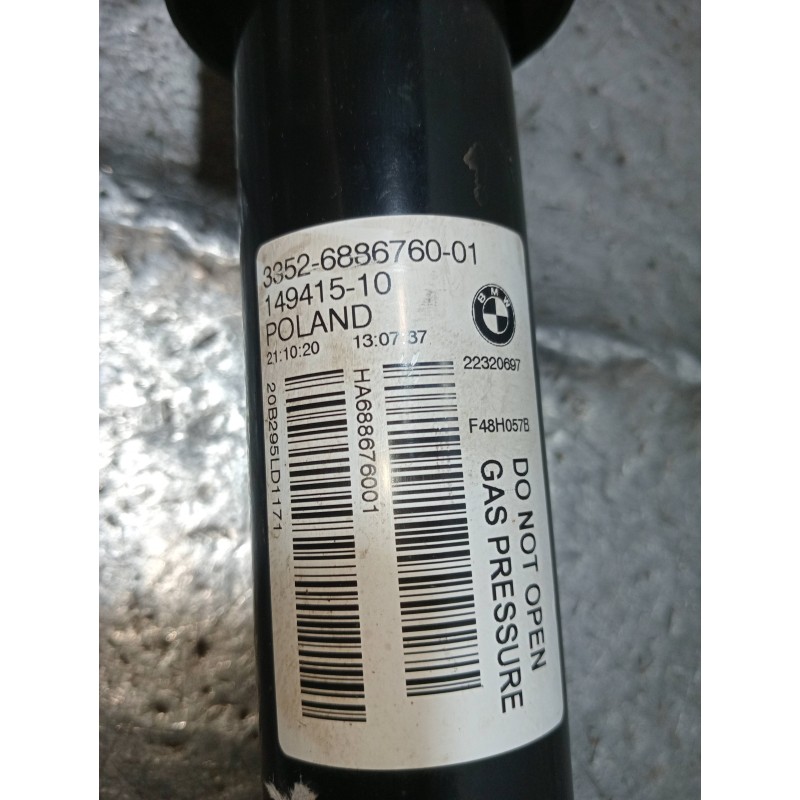 3352-6886760-01
149415-10
POLAND
21:10:20 13:07:37
BMW
22320697
F48H057B
20B295LD1171
HA688676001
DO NOT OPEN
GAS PRESSURE